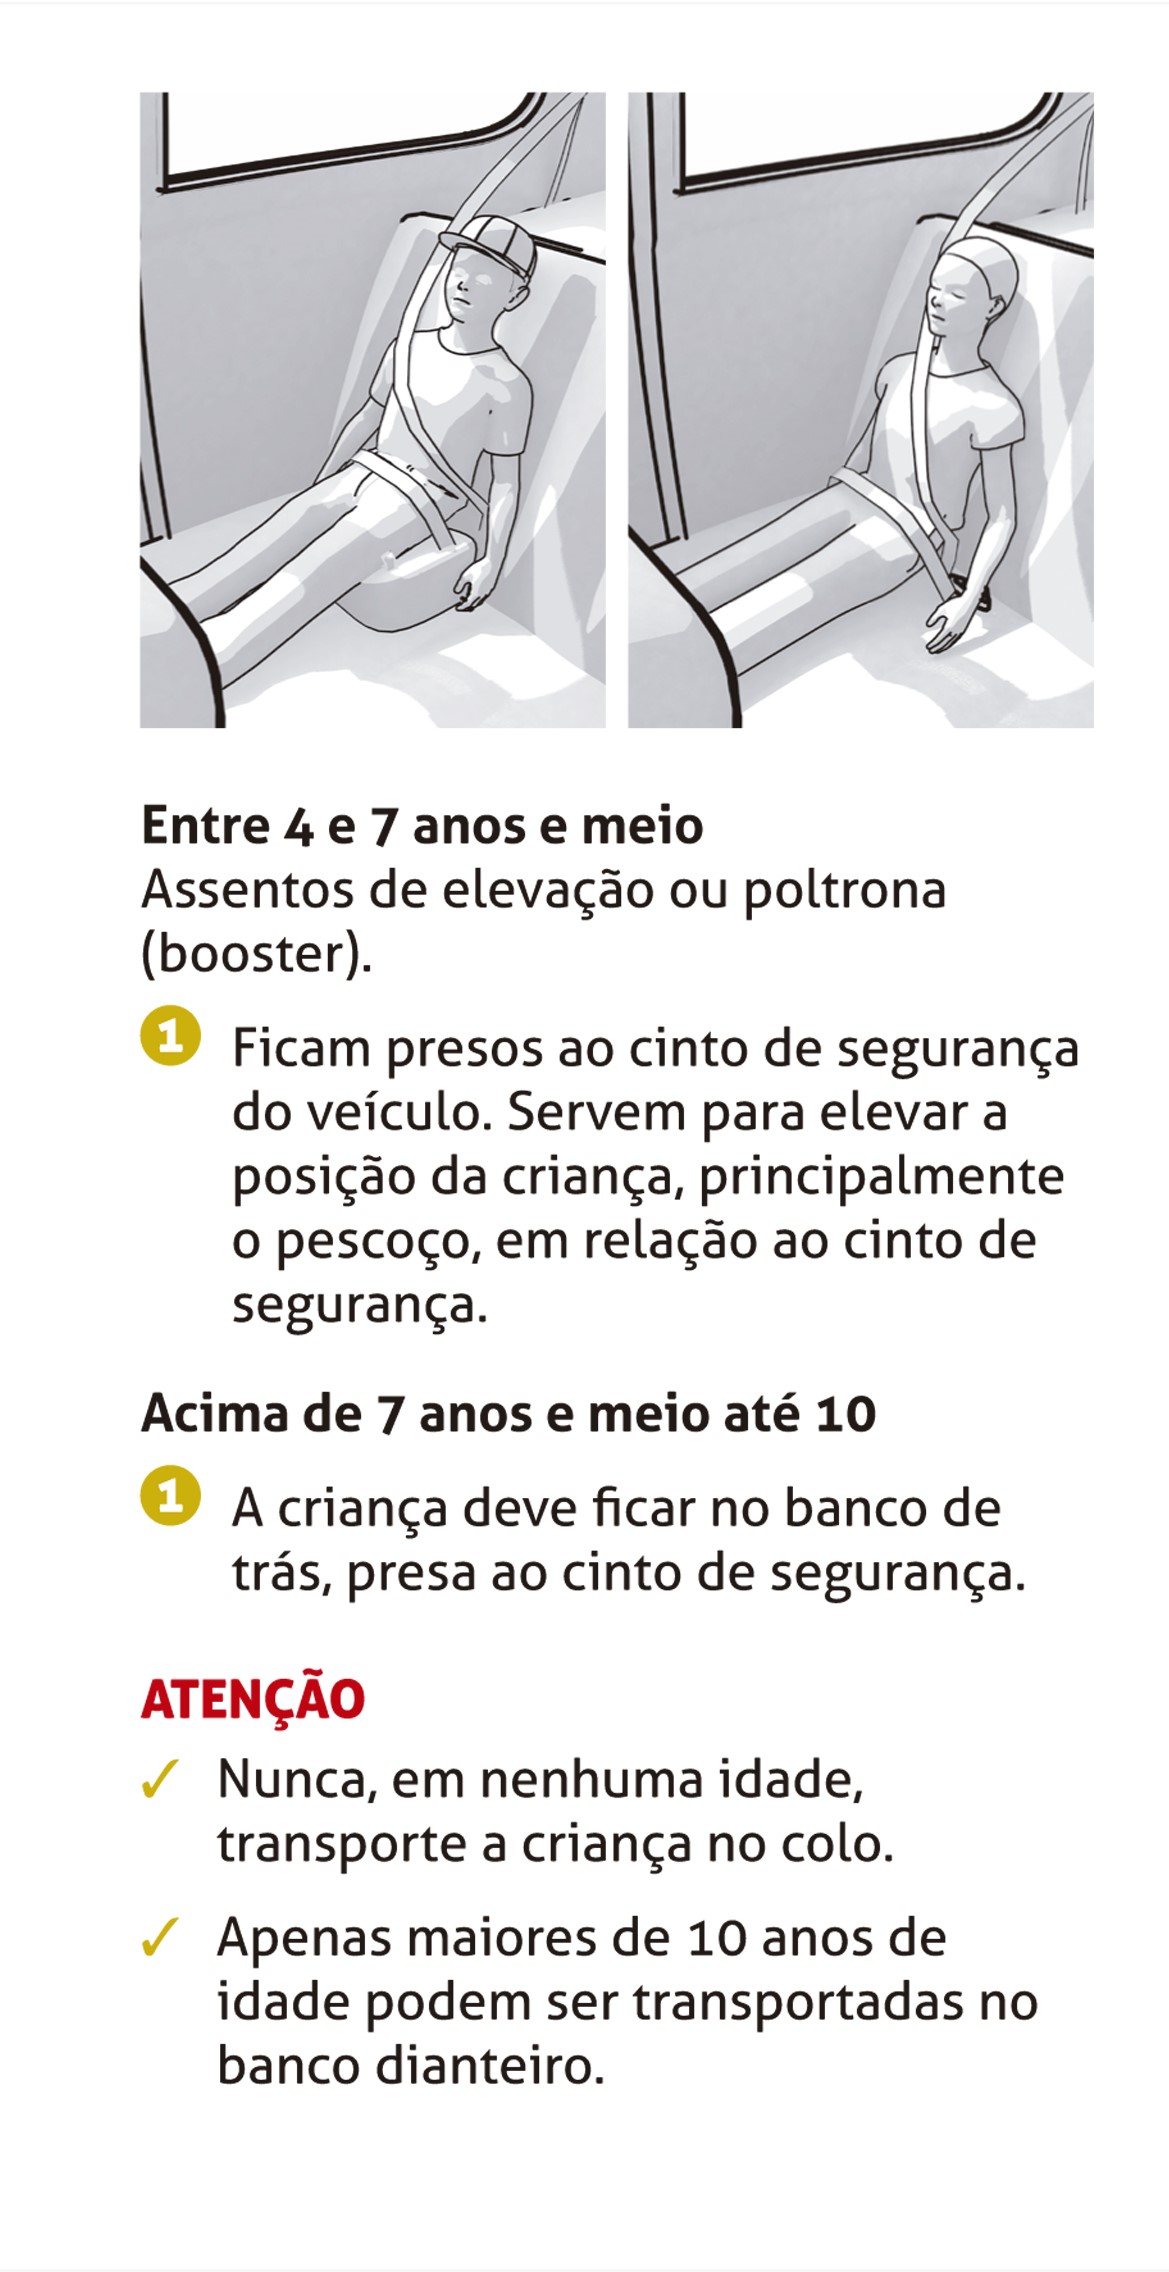 Entre 4 e 7 anos e meio
Assentos de elevação ou poltrona
(booster).
1 Ficam presos ao cinto de segurança
do veículo. Servem para elevar a
posição da criança, principalmente
o pescoço, em relação ao cinto de
segurança.
Acima de 7 anos e meio até 10
1 A criança deve ficar no banco de
trás, presa ao cinto de segurança.
ATENÇÃO
✓ Nunca, em nenhuma idade,
transporte a criança no colo.
✓ Apenas maiores de 10 anos de
idade podem ser transportadas no
banco dianteiro.